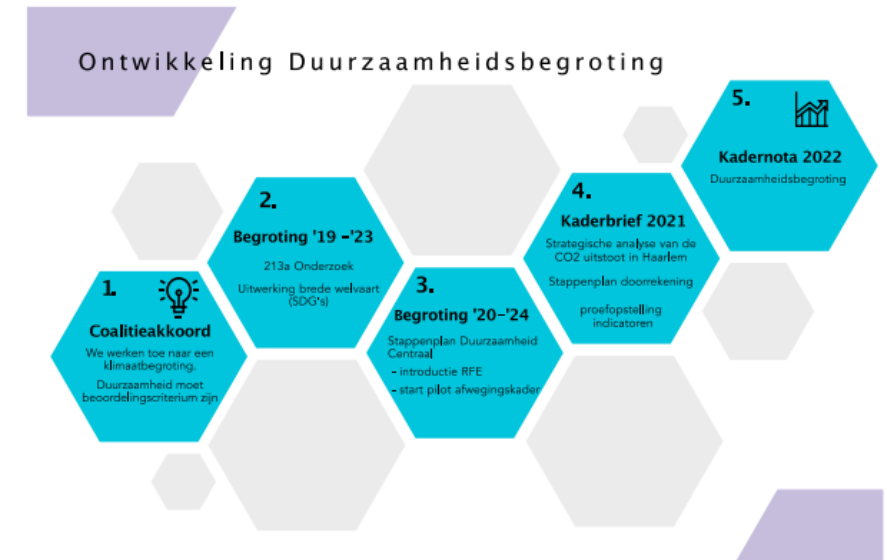 Ontwikkeling Duurzaamheidsbegroting
1.
Coalitieakkoord
We werken toe naar een
klimaatbegroting.
Duurzaamheid moet
beoordelingscriterium zijn
2.
Begroting '19 -'23
213a Onderzoek
Uitwerking brede welvaart
(SDG's)
3.
Begroting '20-'24
Stappenplan Duurzaamheid
Centraal
- introductie RFE
- start pilot afwegingskader
4.
Kaderbrief 2021
Strategische analyse van de
CO2 uitstoot in Haarlem
Stappenplan doorrekening
proefopstelling
indicatoren
5.
Kadernota 2022
Duurzaamheidsbegroting